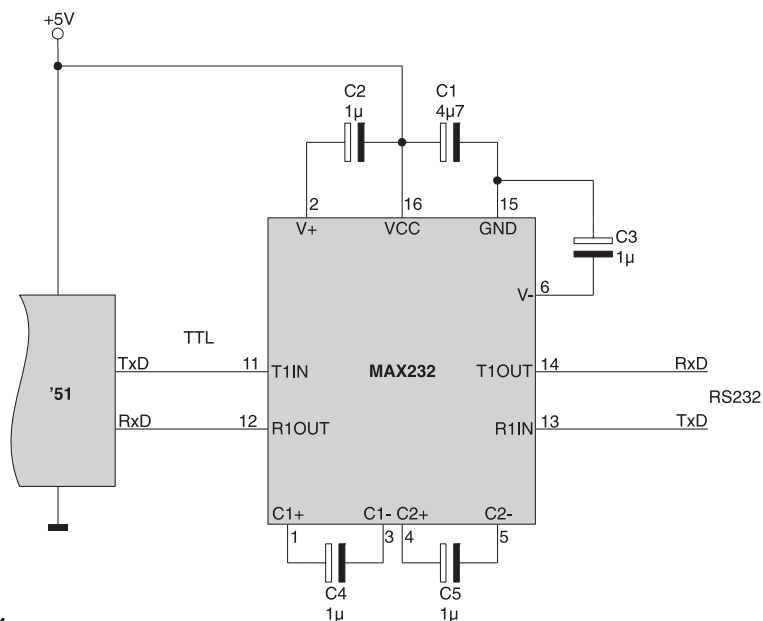 +5V
C2
1µ
C1
4µ7
2
16
15
V+
VCC
GND
C3
1µ
V-
6
TTL
TxD
11
T1IN
MAX232
T1OUT
14
RxD
'51
RS232
RxD
12
R1OUT
R1IN
13
TxD
C1+
C1-
C2+
C2-
1
3
4
5
C4
1µ
C5
1µ